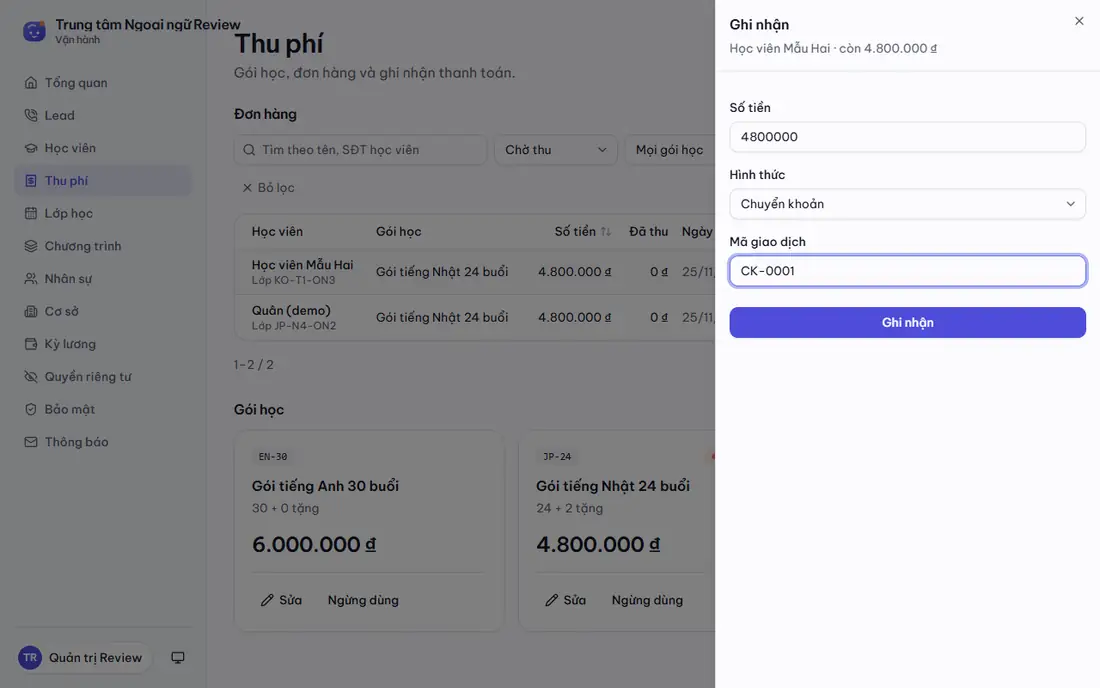 Trung tâm Ngoại ngữ Review
Vận hành
Tổng quan
Lead
Học viên
Thu phí
Lớp học
Chương trình
Nhân sự
Cơ sở
Kỳ lương
Quyền riêng tư
Bảo mật
Thông báo
TR
Quản trị Review
Thu phí
Gói học, đơn hàng và ghi nhận thanh toán.
Đơn hàng
Tìm theo tên, SĐT học viên
Chờ thu
Mọi gói học
Bỏ lọc
Học viên Gói học Số tiền Đã thu Ngày
Học viên Mẫu Hai Gói tiếng Nhật 24 buổi 4.800.000 ₫ 0 ₫ 25/11
Lớp KO-T1-ON3
Quân (demo) Gói tiếng Nhật 24 buổi 4.800.000 ₫ 0 ₫ 25/11
Lớp JP-N4-ON2
1–2 / 2
Gói học
EN-30
Gói tiếng Anh 30 buổi
30 + 0 tặng
6.000.000 ₫
Sửa
Ngừng dùng
JP-24
Gói tiếng Nhật 24 buổi
24 + 2 tặng
4.800.000 ₫
Sửa
Ngừng dùng
Ghi nhận
Học viên Mẫu Hai · còn 4.800.000 ₫
Số tiền
4800000
Hình thức
Chuyển khoản
Mã giao dịch
CK-0001
Ghi nhận